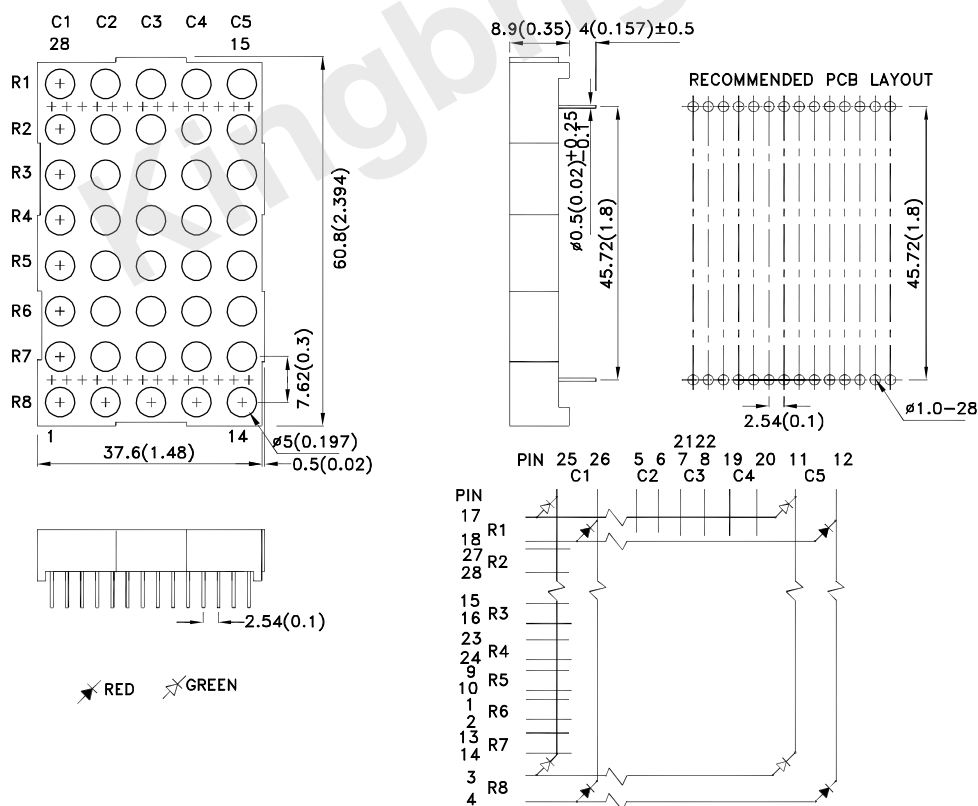 Kingbright
C1 C2 C3 C4 C5
28 15
R1
R2
R3
R4
R5
R6
R7
R8
1 14
60.8(2.394)
7.62(0.3)
ø5(0.197)
37.6(1.48)
0.5(0.02)
8.9(0.35) 4(0.157)±0.5
ø0.5(0.02)±0.25
-0.1
45.72(1.8)
RECOMMENDED PCB LAYOUT
45.72(1.8)
2.54(0.1)
ø1.0-28
2.54(0.1)
RED GREEN
2122
PIN 25 26 5 6 7 8 19 20 11 12
C1 C2 C3 C4 C5
PIN
17
R1
18
27
R2
28
15
R3
16
23
R4
24
9
R5
10
1
R6
2
13
R7
14
3
R8
4